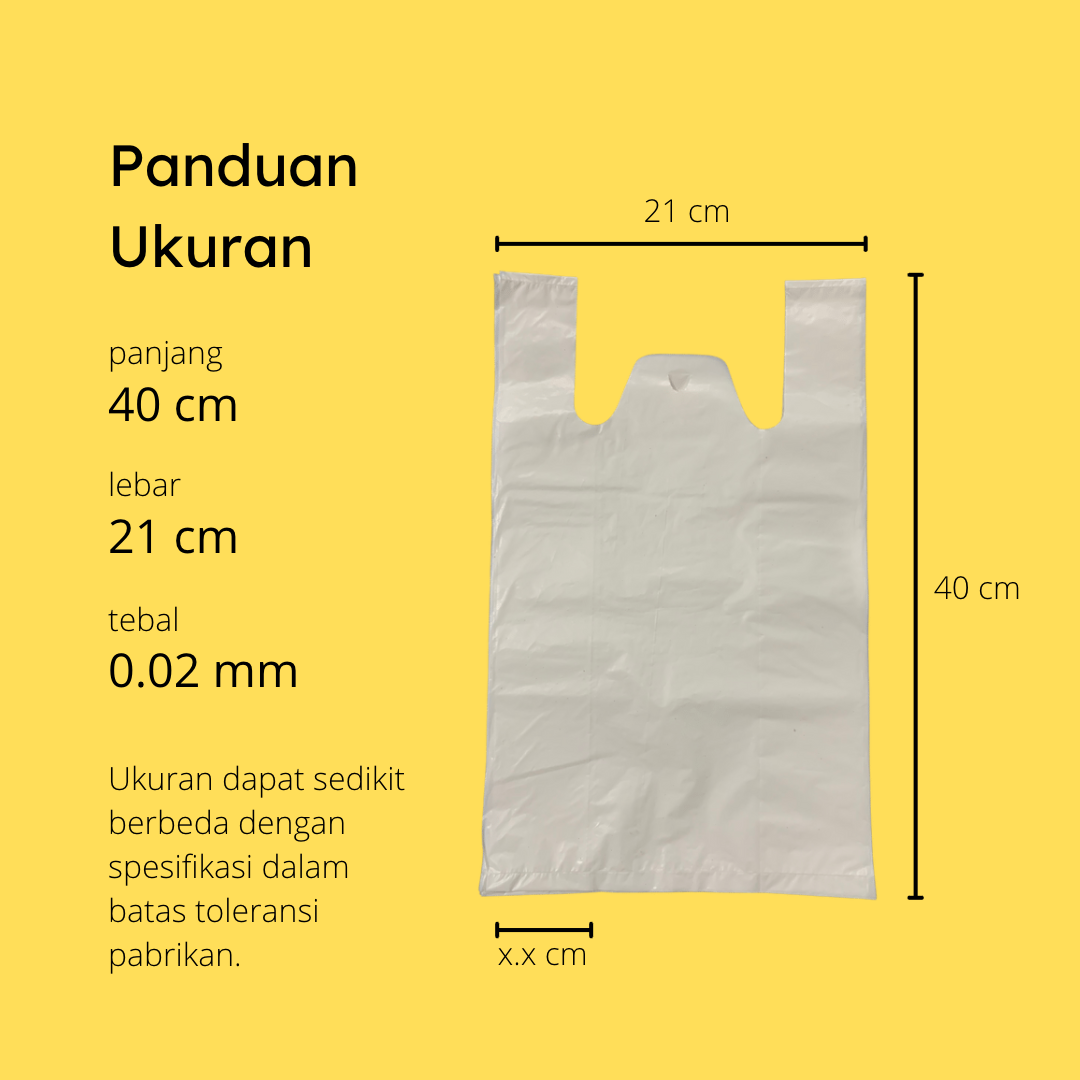 Panduan
Ukuran
panjang
40 cm
lebar
21 cm
tebal
0.02 mm
Ukuran dapat sedikit
berbeda dengan
spesifikasi dalam
batas toleransi
pabrikan.
21 cm
40 cm
x.x cm